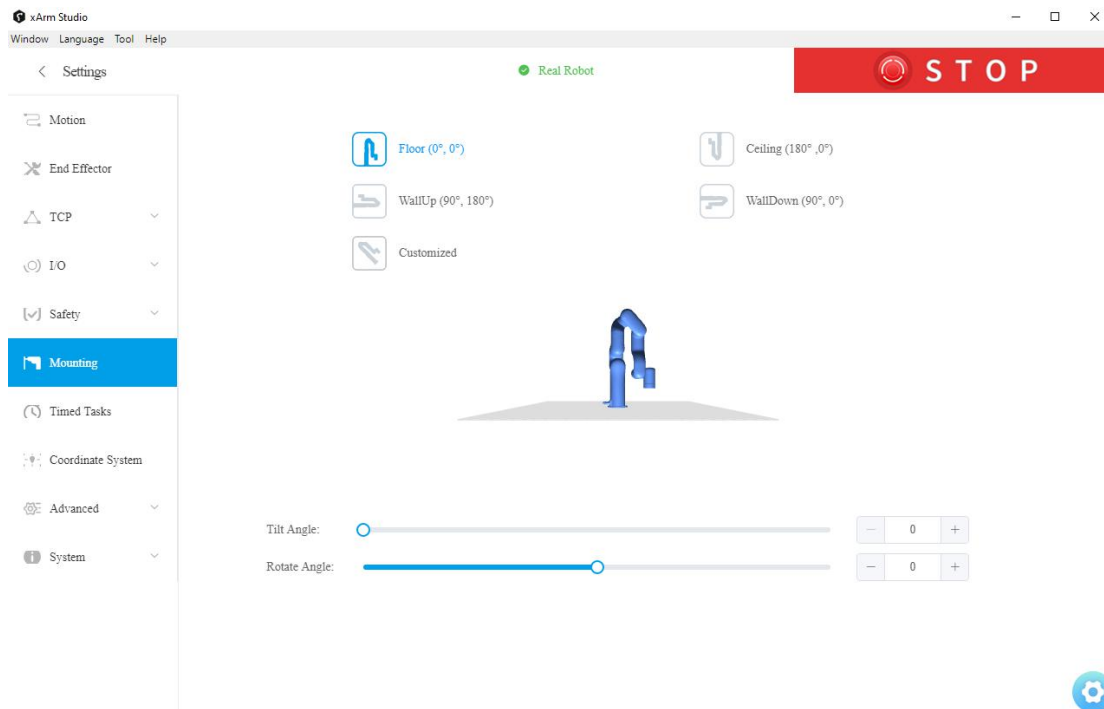 xArm Studio
Window Language Tool Help
Settings
Real Robot
STOP
Motion
End Effector
TCP
I/O
Safety
Mounting
Timed Tasks
Coordinate System
Advanced
System
Floor (0°, 0°)
Ceiling (180° ,0°)
WallUp (90°, 180°)
WallDown (90°, 0°)
Customized
Tilt Angle:
0
Rotate Angle:
0